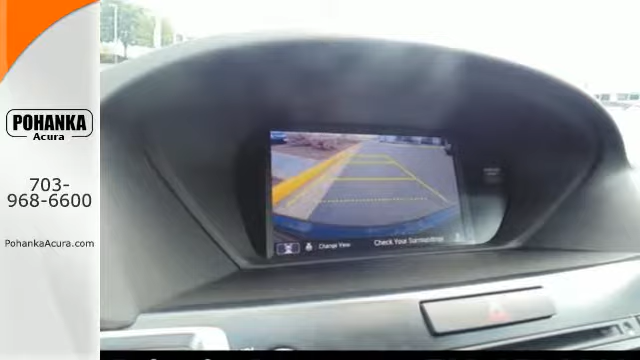 POHANKA
Acura
703-
968-6600
PohankaAcura.com
Change View
Check Your Surroundings